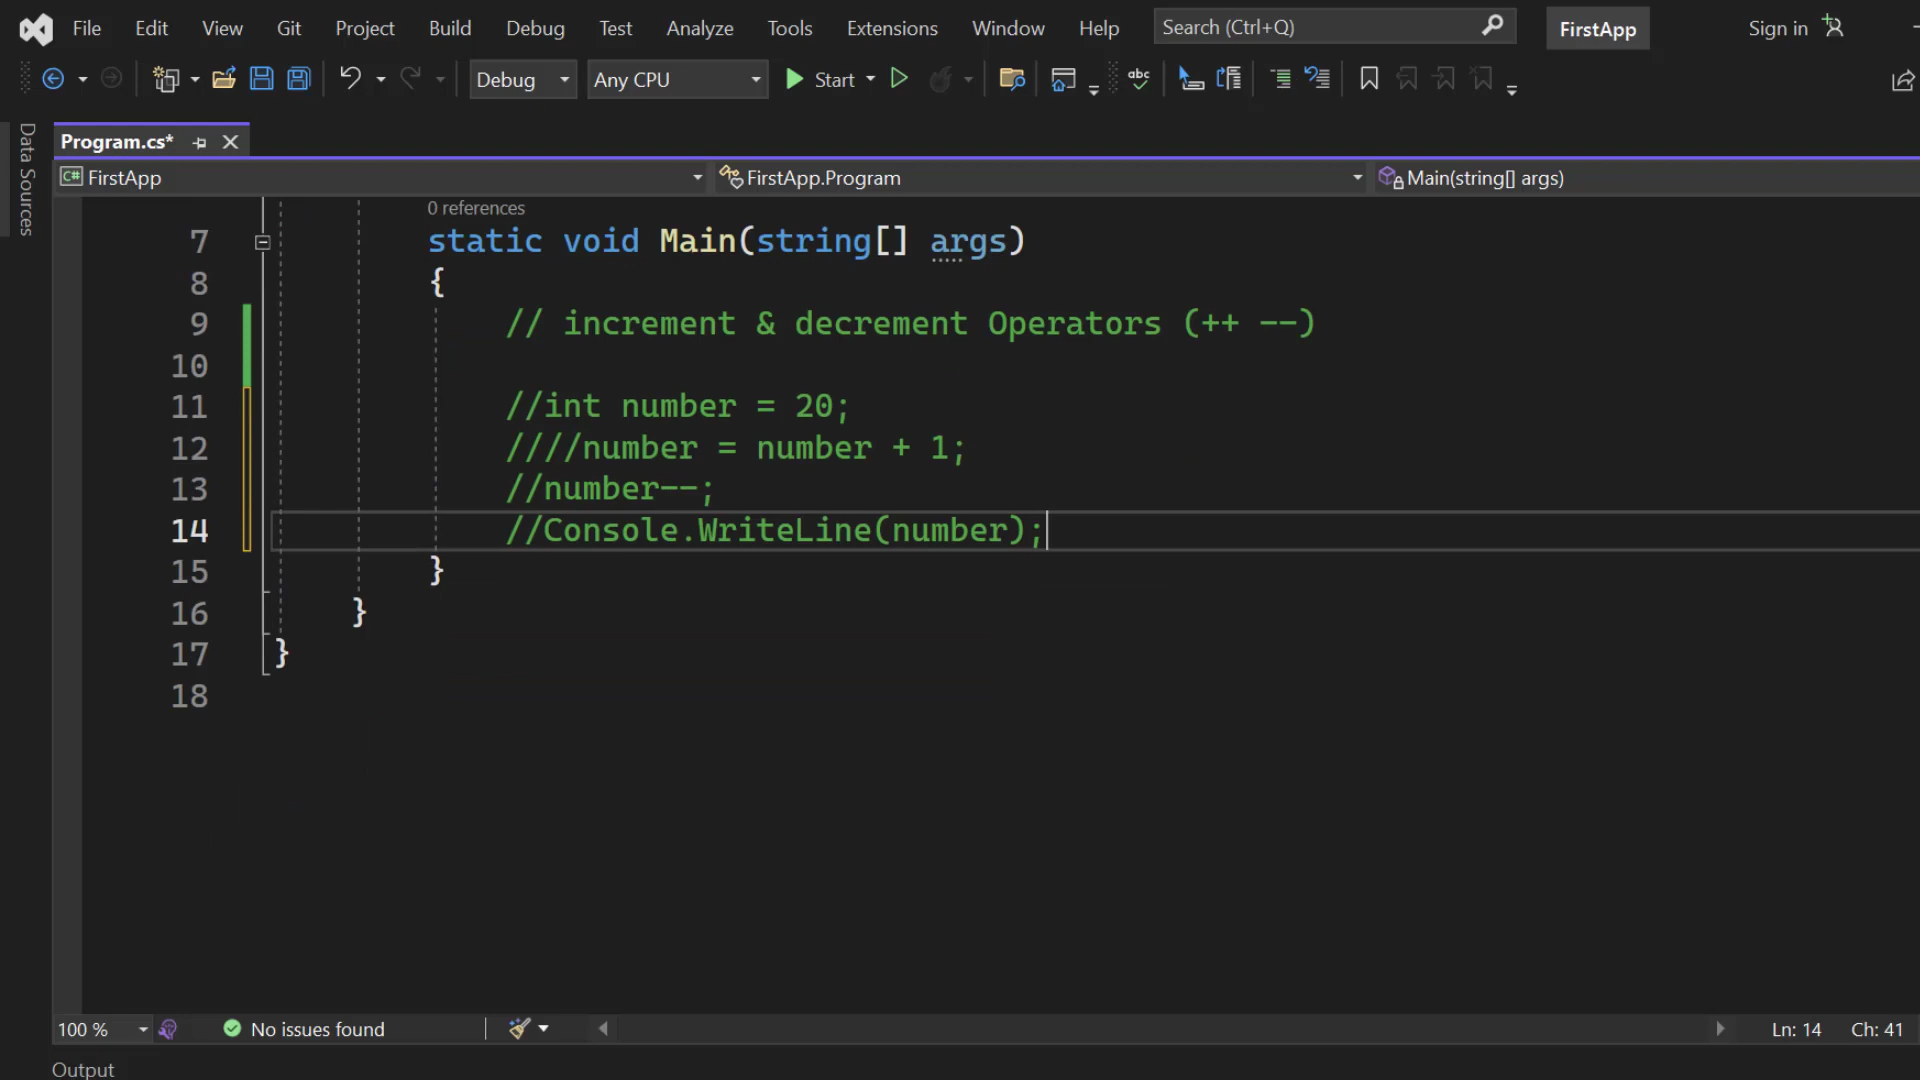 File Edit View Git Project Build Debug Test Analyze Tools Extensions Window Help Search (Ctrl+Q) FirstApp Sign in
Debug Any CPU Start abc
Data Sources
Program.cs*
C# FirstApp FirstApp.Program Main(string[] args)
0 references
7 static void Main(string[] args)
8 {
9 // increment & decrement Operators (++ --)
10
11 //int number = 20;
12 ////number = number + 1;
13 //number--;
14 //Console.WriteLine(number);
15 }
16 }
17 }
18
100 % No issues found Ln: 14 Ch: 41
Output